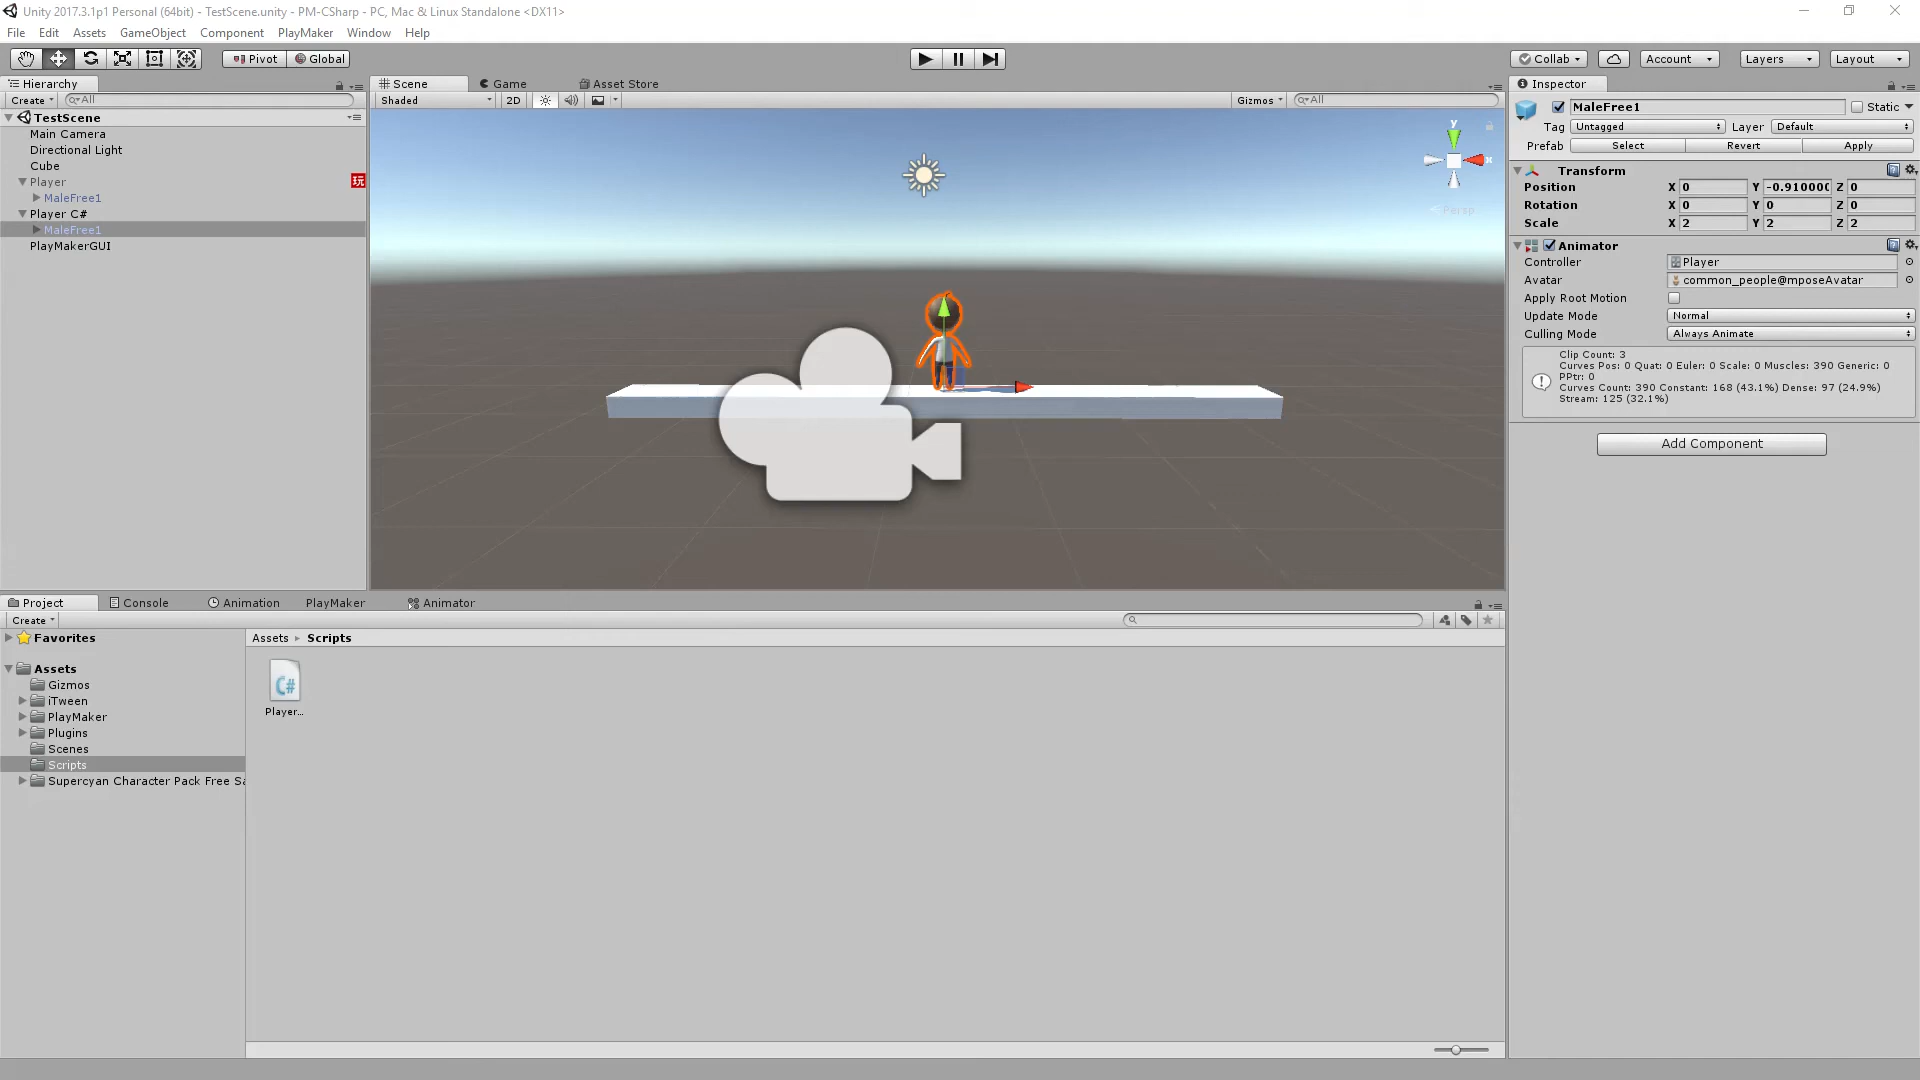 Unity 2017.3.1p1 Personal (64bit) - TestScene.unity - PM-CSharp - PC, Mac & Linux Standalone <DX11>
File Edit Assets GameObject Component PlayMaker Window Help
Pivot Global Collab Account Layers Layout
Hierarchy
Create All
TestScene
Main Camera
Directional Light
Cube
Player 玩
MaleFree1
Player C#
MaleFree1
PlayMakerGUI
Scene Game Asset Store
Shaded 2D Gizmos All
y
x
Persp
Inspector
MaleFree1 Static
Tag Untagged Layer Default
Prefab Select Revert Apply
Transform
Position X 0 Y -0.910000 Z 0
Rotation X 0 Y 0 Z 0
Scale X 2 Y 2 Z 2
Animator
Controller Player
Avatar common_people@mposeAvatar
Apply Root Motion
Update Mode Normal
Culling Mode Always Animate
Clip Count: 3
Curves Pos: 0 Quat: 0 Euler: 0 Scale: 0 Muscles: 390 Generic: 0
PPtr: 0
Curves Count: 390 Constant: 168 (43.1%) Dense: 97 (24.9%)
Stream: 125 (32.1%)
Add Component
Project Console Animation PlayMaker Animator
Create
Favorites
Assets
Gizmos
iTween
PlayMaker
Plugins
Scenes
Scripts
Supercyan Character Pack Free Sa
Assets Scripts
C#
Player...